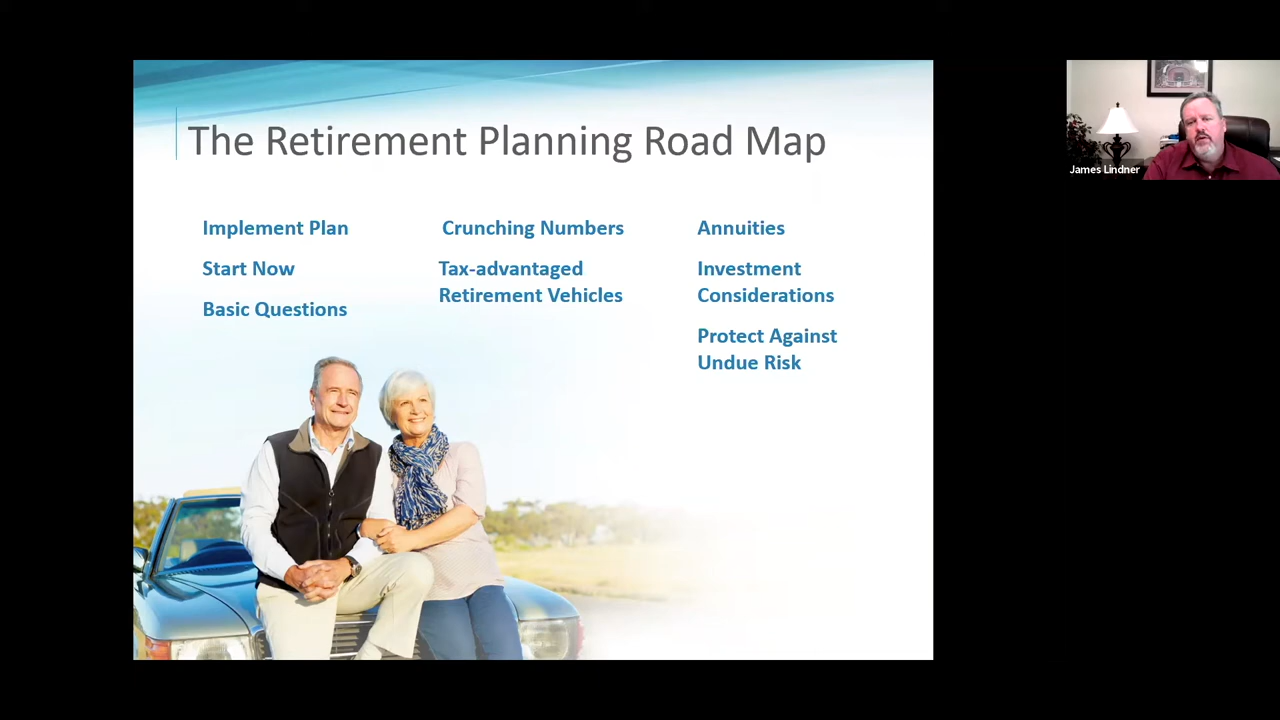 The Retirement Planning Road Map
Implement Plan
Start Now
Basic Questions
Crunching Numbers
Tax-advantaged
Retirement Vehicles
Annuities
Investment
Considerations
Protect Against
Undue Risk
James Lindner